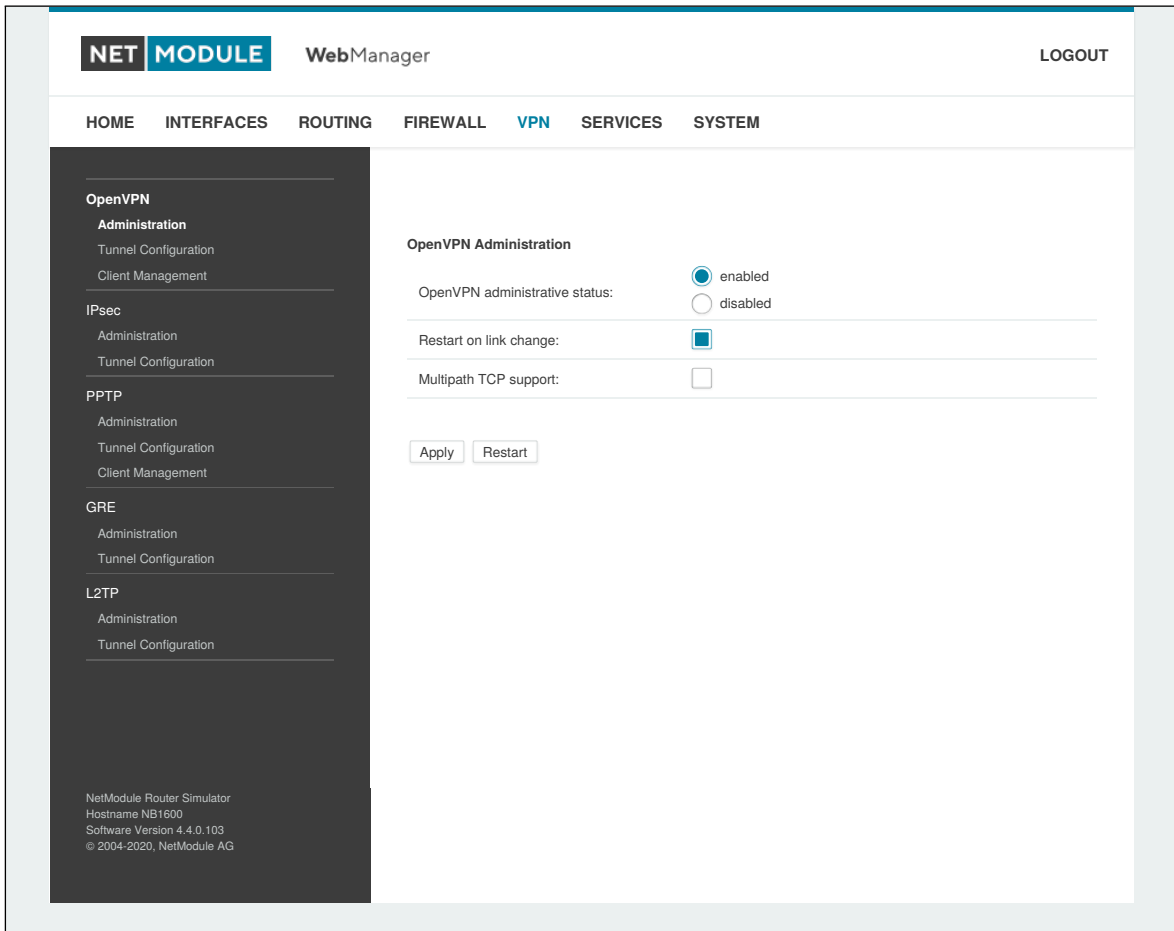 NET MODULE WebManager LOGOUT
HOME INTERFACES ROUTING FIREWALL VPN SERVICES SYSTEM
OpenVPN
Administration
Tunnel Configuration
Client Management
IPsec
Administration
Tunnel Configuration
PPTP
Administration
Tunnel Configuration
Client Management
GRE
Administration
Tunnel Configuration
L2TP
Administration
Tunnel Configuration
NetModule Router Simulator
Hostname NB1600
Software Version 4.4.0.103
© 2004-2020, NetModule AG
OpenVPN Administration
OpenVPN administrative status:
enabled
disabled
Restart on link change:
Multipath TCP support:
Apply Restart